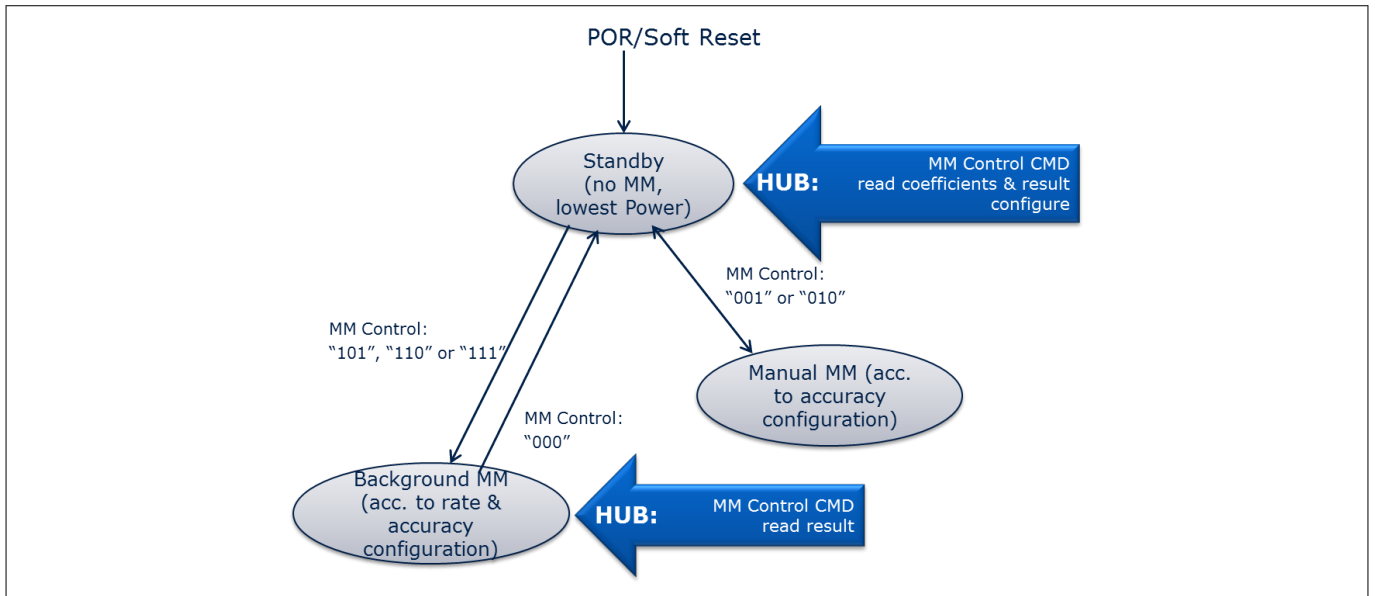 POR/Soft Reset
Standby
(no MM,
lowest Power)
HUB:
MM Control CMD
read coefficients & result
configure
MM Control:
“001” or “010”
MM Control:
“101”, “110” or “111”
Manual MM (acc.
to accuracy
configuration)
MM Control:
“000”
Background MM
(acc. to rate &
accuracy
configuration)
HUB:
MM Control CMD
read result